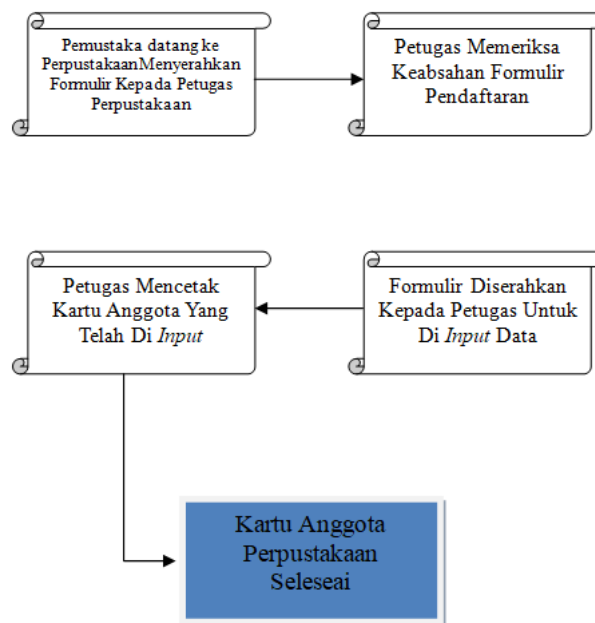 Pemustaka datang ke
PerpustakaanMenyerahkan
Formulir Kepada Petugas
Perpustakaan
Petugas Memeriksa
Keabsahan Formulir
Pendaftaran
Formulir Diserahkan
Kepada Petugas Untuk
Di Input Data
Petugas Mencetak
Kartu Anggota Yang
Telah Di Input
Kartu Anggota
Perpustakaan
Seleseai